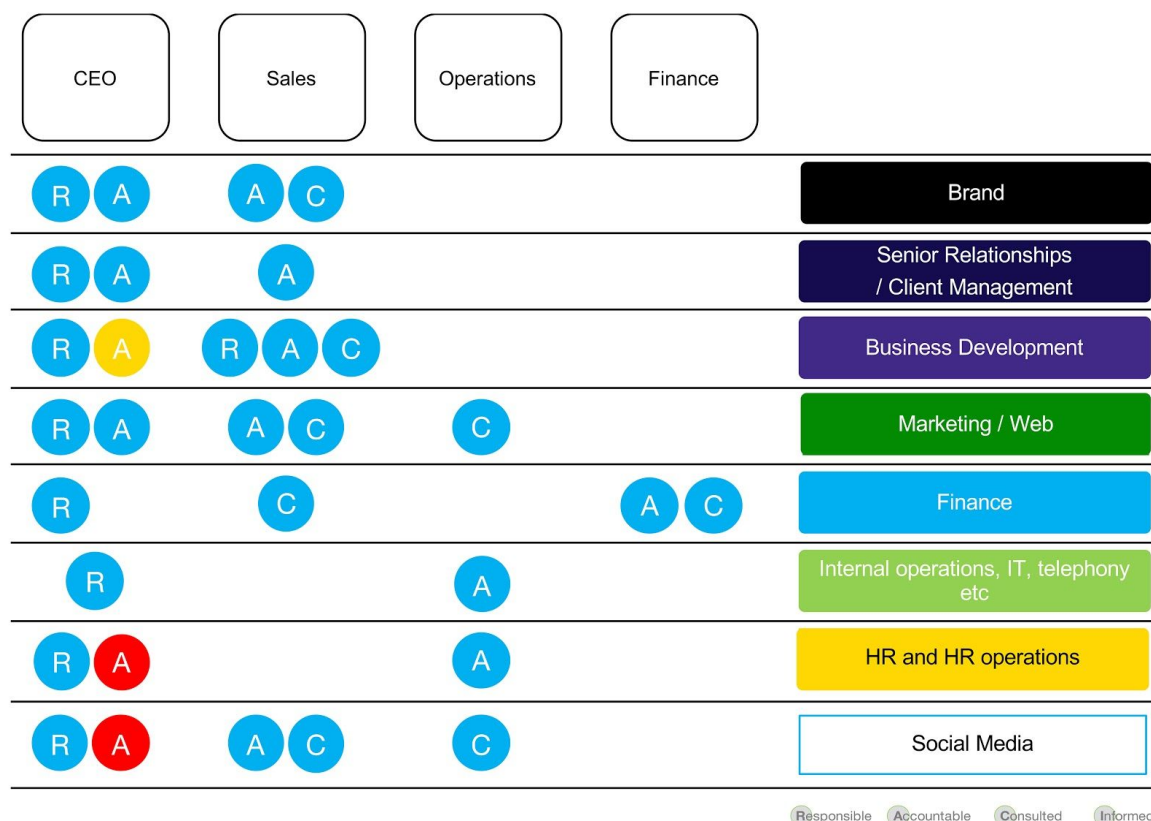 CEO Sales Operations Finance
R A A C Brand
R A A Senior Relationships
/ Client Management
R A R A C Business Development
R A A C C Marketing / Web
R C A C Finance
R A Internal operations, IT, telephony
etc
R A A HR and HR operations
R A A C C Social Media
Responsible Accountable Consulted Informed